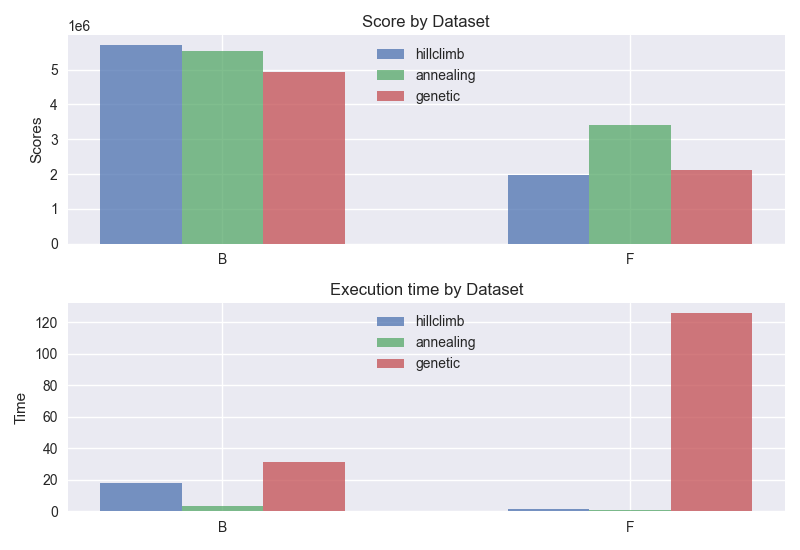 Score by Dataset
1e6
hillclimb
annealing
genetic
Scores
5
4
3
2
1
0
B
F
Execution time by Dataset
hillclimb
annealing
genetic
Time
120
100
80
60
40
20
0
B
F